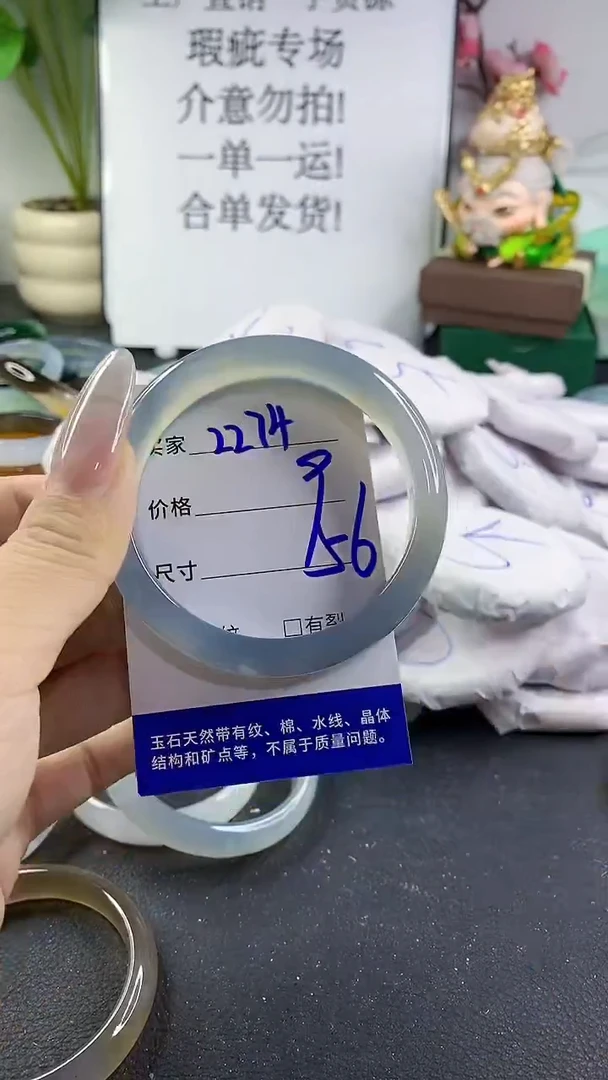 瑕疵专场
介意勿拍!
一单一运!
合单发货!
买家 2274
价格
尺寸 56
□有裂
玉石天然带有纹、棉、水线、晶体
结构和矿点等，不属于质量问题。